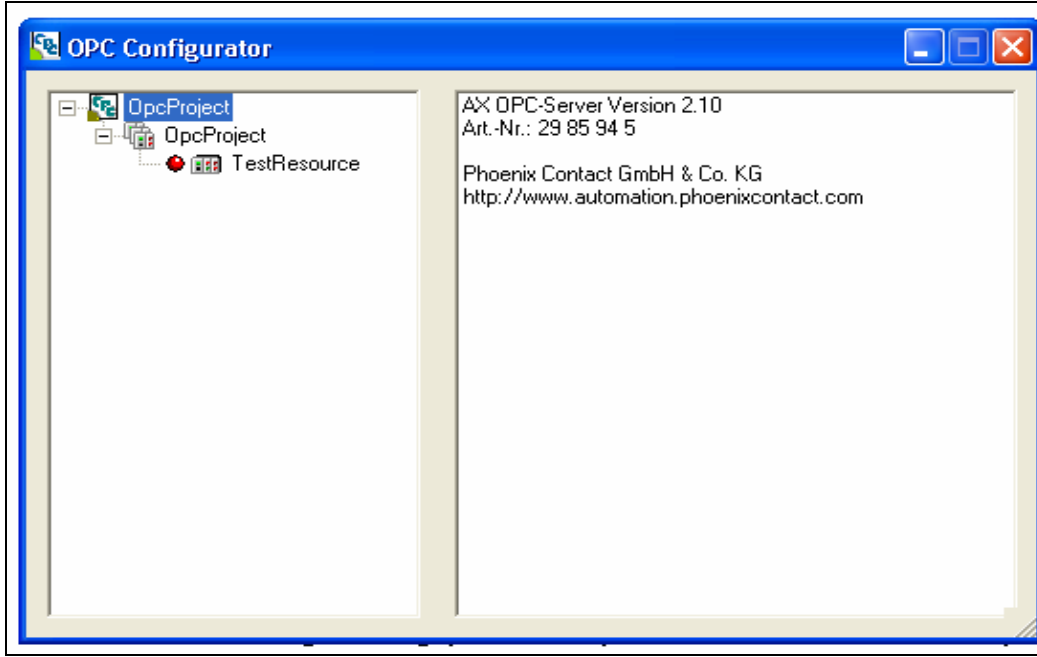 OPC Configurator
OpcProject
OpcProject
TestResource
AX OPC-Server Version 2.10
Art.-Nr.: 29 85 94 5
Phoenix Contact GmbH & Co. KG
http://www.automation.phoenixcontact.com